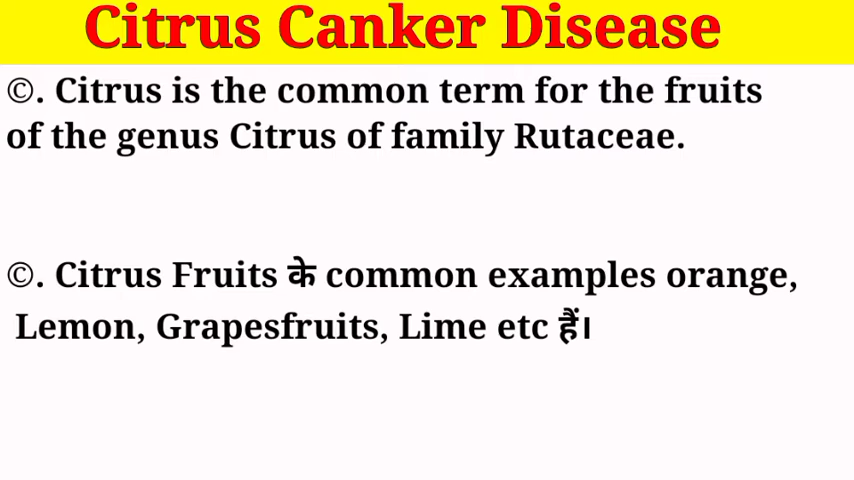 Citrus Canker Disease
©. Citrus is the common term for the fruits
of the genus Citrus of family Rutaceae.
©. Citrus Fruits के common examples orange,
Lemon, Grapesfruits, Lime etc हैं।